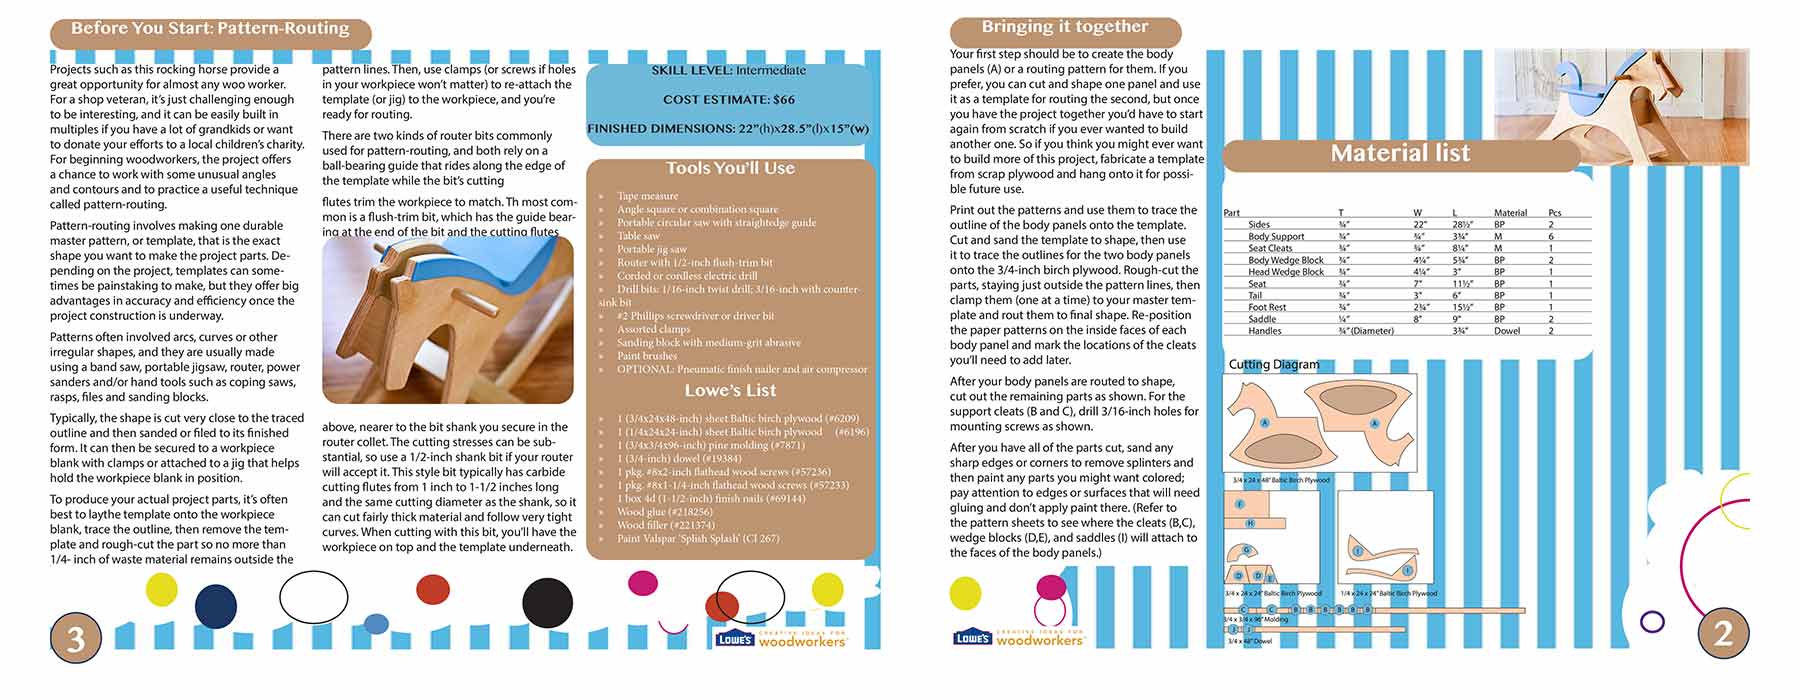 Before You Start: Pattern-Routing
Projects such as this rocking horse provide a
great opportunity for almost any woo worker.
For a shop veteran, it's just challenging enough
to be interesting, and it can be easily built in
multiples if you have a lot of grandkids or want
to donate your efforts to a local children's charity.
For beginning woodworkers, the project offers
a chance to work with some unusual angles
and contours and to practice a useful technique
called pattern-routing.
Pattern-routing involves making one durable
master pattern, or template, that is the exact
shape you want to make the project parts. De-
pending on the project, templates can some-
times be painstaking to make, but they offer big
advantages in accuracy and efficiency once the
project construction is underway.
Patterns often involved arcs, curves or other
irregular shapes, and they are usually made
using a band saw, portable jigsaw, router, power
sanders and/or hand tools such as coping saws,
rasps, files and sanding blocks.
Typically, the shape is cut very close to the traced
outline and then sanded or filed to its finished
form. It can then be secured to a workpiece
blank with clamps or attached to a jig that helps
hold the workpiece blank in position.
To produce your actual project parts, it's often
best to laythe template onto the workpiece
blank, trace the outline, then remove the tem-
plate and rough-cut the part so no more than
1/4- inch of waste material remains outside the
pattern lines. Then, use clamps (or screws if holes
in your workpiece won't matter) to re-attach the
template (or jig) to the workpiece, and you're
ready for routing.
There are two kinds of router bits commonly
used for pattern-routing, and both rely on a
ball-bearing guide that rides along the edge of
the template while the bit's cutting
flutes trim the workpiece to match. Th most com-
mon is a flush-trim bit, which has the guide bear-
ing at the end of the bit and the cutting flutes
above, nearer to the bit shank you secure in the
router collet. The cutting stresses can be sub-
stantial, so use a 1/2-inch shank bit if your router
will accept it. This style bit typically has carbide
cutting flutes from 1 inch to 1-1/2 inches long
and the same cutting diameter as the shank, so it
can cut fairly thick material and follow very tight
curves. When cutting with this bit, you'll have the
workpiece on top and the template underneath.
SKILL LEVEL: Intermediate
COST ESTIMATE: $66
FINISHED DIMENSIONS: 22"(h)x28.5"(l)x15"(w)
Tools You'll Use
» Tape measure
» Angle square or combination square
» Portable circular saw with straightedge guide
» Table saw
» Portable jig saw
» Router with 1/2-inch flush-trim bit
» Corded or cordless electric drill
» Drill bits: 1/16-inch twist drill; 3/16-inch with counter-
sink bit
» #2 Phillips screwdriver or driver bit
» Assorted clamps
» Sanding block with medium-grit abrasive
» Paint brushes
» OPTIONAL: Pneumatic finish nailer and air compressor
Lowe's List
» 1 (3/4x24x48-inch) sheet Baltic birch plywood (#6209)
» 1 (1/4x24x24-inch) sheet Baltic birch plywood (#6196)
» 1 (3/4x3/4x96-inch) pine molding (#7871)
» 1 (3/4-inch) dowel (#19384)
» 1 pkg. #8x2-inch flathead wood screws (#57236)
» 1 pkg. #8x1-1/4-inch flathead wood screws (#57233)
» 1 box 4d (1-1/2-inch) finish nails (#69144)
» Wood glue (#218256)
» Wood filler (#221374)
» Paint Valspar 'Splish Splash' (CI 267)
3
LOWE'S
CREATIVE IDEAS FOR
woodworkers
Bringing it together
Your first step should be to create the body
panels (A) or a routing pattern for them. If you
prefer, you can cut and shape one panel and use
it as a template for routing the second, but once
you have the project together you'd have to start
again from scratch if you ever wanted to build
another one. So if you think you might ever want
to build more of this project, fabricate a template
from scrap plywood and hang onto it for possi-
ble future use.
Print out the patterns and use them to trace the
outline of the body panels onto the template.
Cut and sand the template to shape, then use
it to trace the outlines for the two body panels
onto the 3/4-inch birch plywood. Rough-cut the
parts, staying just outside the pattern lines, then
clamp them (one at a time) to your master tem-
plate and rout them to final shape. Re-position
the paper patterns on the inside faces of each
body panel and mark the locations of the cleats
you'll need to add later.
After your body panels are routed to shape,
cut out the remaining parts as shown. For the
support cleats (B and C), drill 3/16-inch holes for
mounting screws as shown.
After you have all of the parts cut, sand any
sharp edges or corners to remove splinters and
then paint any parts you might want colored;
pay attention to edges or surfaces that will need
gluing and don't apply paint there. (Refer to
the pattern sheets to see where the cleats (B,C),
wedge blocks (D,E), and saddles (I) will attach to
the faces of the body panels.)
LOWE'S
CREATIVE IDEAS FOR
woodworkers
Material list
Part T W L Material Pcs
Sides ¾" 22" 28½" BP 2
Body Support ¾" ¾" 3¾" M 6
Seat Cleats ¾" ¾" 8¼" M 1
Body Wedge Block ¾" 4¼" 5¾" BP 2
Head Wedge Block ¾" 4¼" 3" BP 1
Seat ¾" 7" 11½" BP 1
Tail ¾" 3" 6" BP 1
Foot Rest ¾" 2¾" 15½" BP 1
Saddle ¼" 8" 9" BP 2
Handles ¾"(Diameter) 3¾" Dowel 2
Cutting Diagram
A
A
3/4 x 24 x 48" Baltic Birch Plywood
F
H
G
D D E
I
I
3/4 x 24 x 24" Baltic Birch Plywood
1/4 x 24 x 24" Baltic Birch Plywood
C C B B B B B B
3/4 x 3/4 x 96" Molding
J J
3/4 x 48" Dowel
2